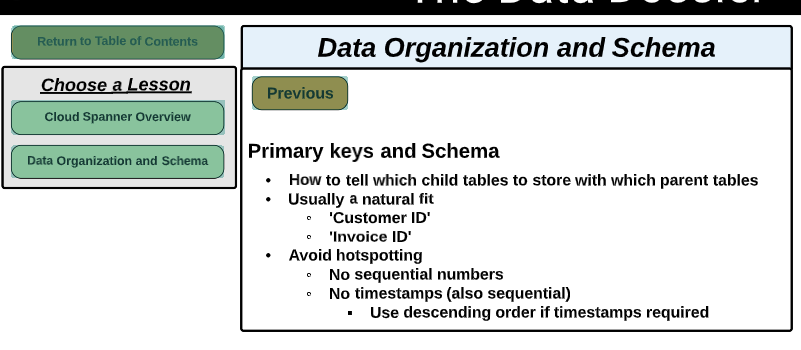 Return to Table of Contents
Choose a Lesson
Cloud Spanner Overview
Data Organization and Schema
Data Organization and Schema
Previous
Primary keys and Schema
• How to tell which child tables to store with which parent tables
• Usually a natural fit
◦ 'Customer ID'
◦ 'Invoice ID'
• Avoid hotspotting
◦ No sequential numbers
◦ No timestamps (also sequential)
▪ Use descending order if timestamps required